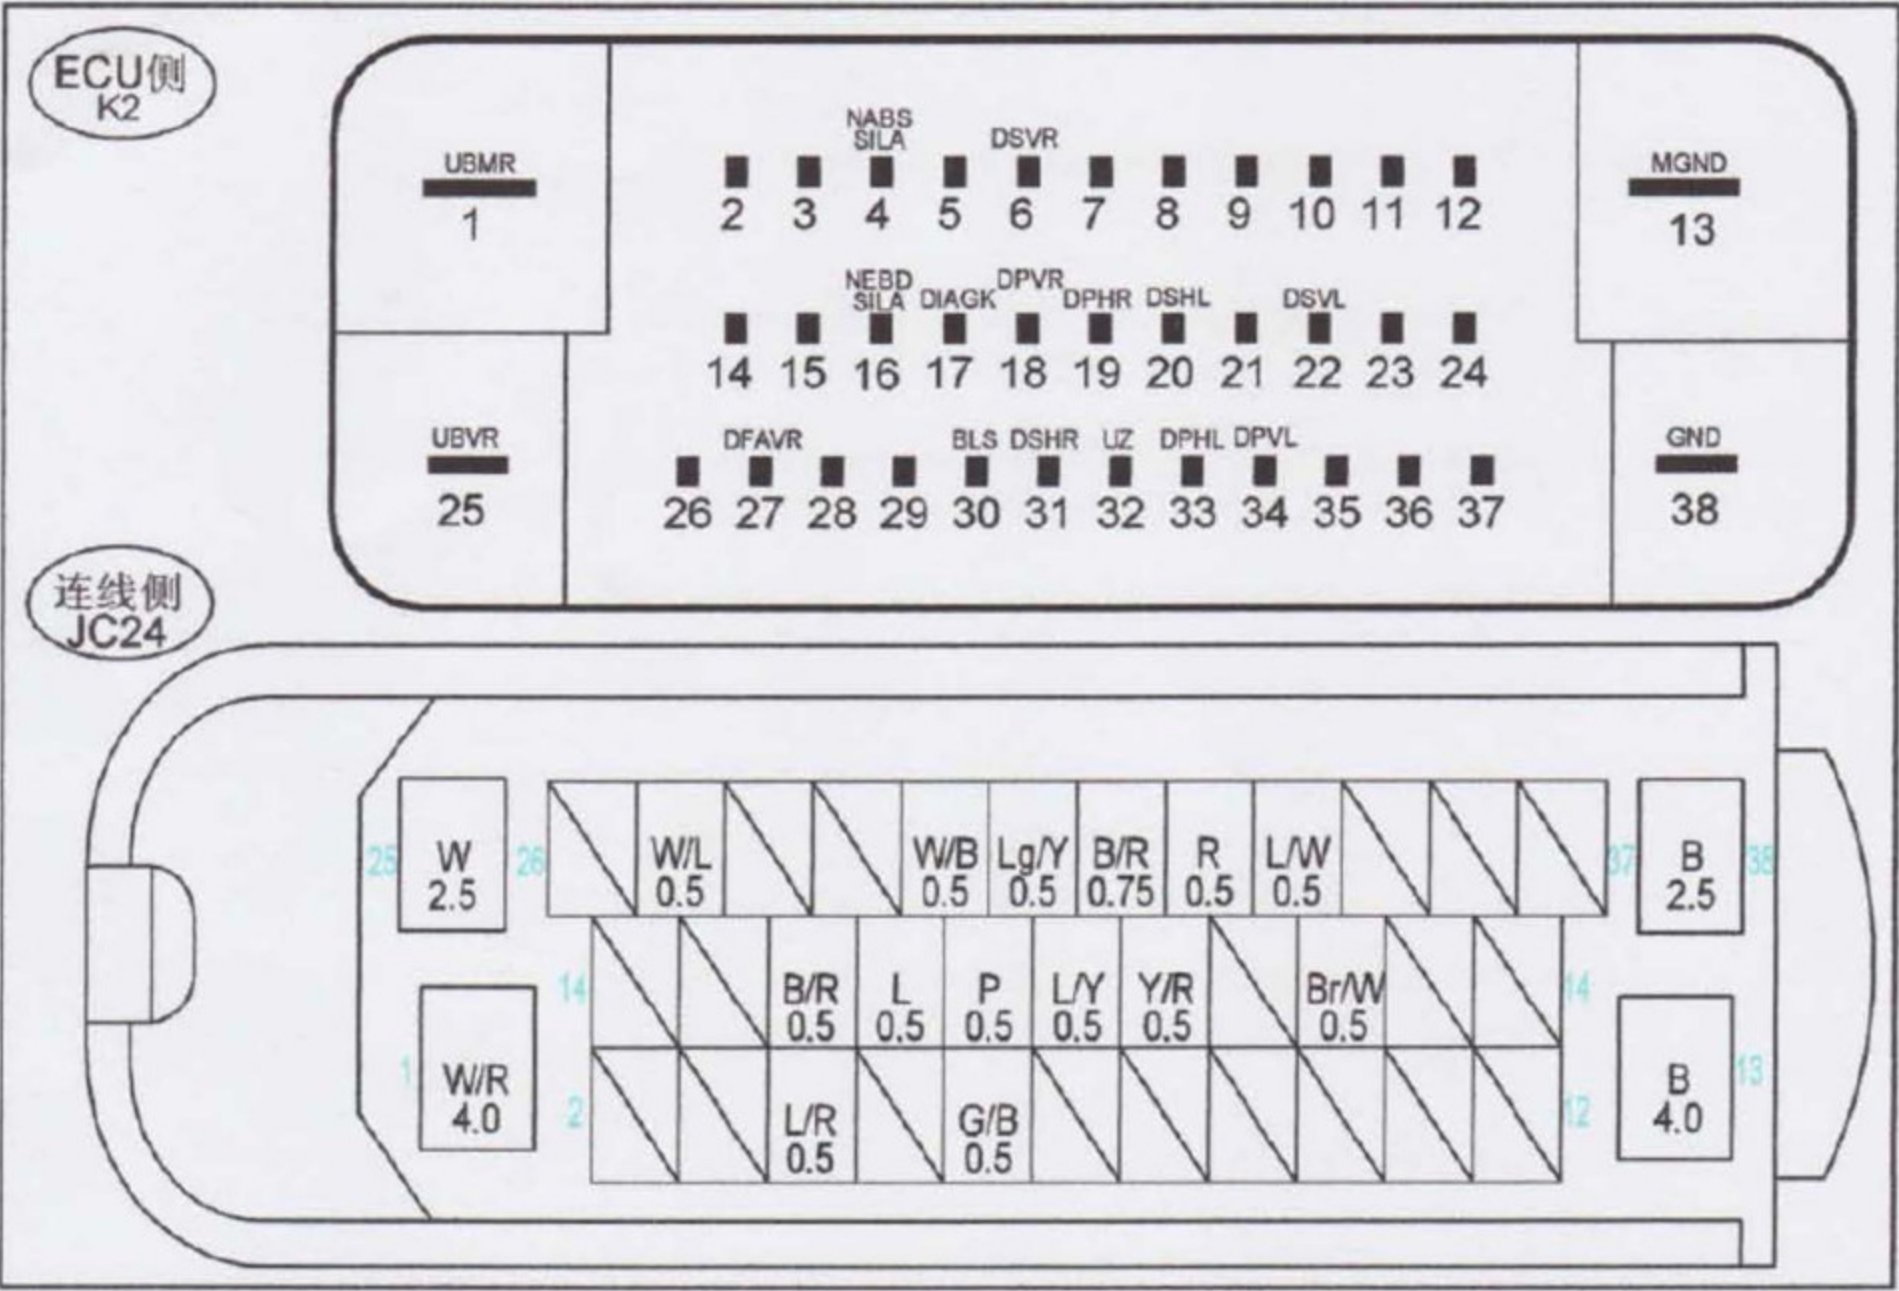 ECU侧
K2
NABS
SILA
DSVR
UBMR
MGND
1
2 3 4 5 6 7 8 9 10 11 12
13
NEBD
SILA
DIAGK
DPVR
DPHR
DSHL
DSVL
14 15 16 17 18 19 20 21 22 23 24
UBVR
DFAVR
BLS
DSHR
UZ
DPHL
DPVL
GND
25
26 27 28 29 30 31 32 33 34 35 36 37
38
连线侧
JC24
25
W
2.5
26
W/L
0.5
W/B
0.5
Lg/Y
0.5
B/R
0.75
R
0.5
L/W
0.5
37
B
2.5
38
14
B/R
0.5
L
0.5
P
0.5
L/Y
0.5
Y/R
0.5
Br/W
0.5
14
1
W/R
4.0
2
L/R
0.5
G/B
0.5
12
B
4.0
13